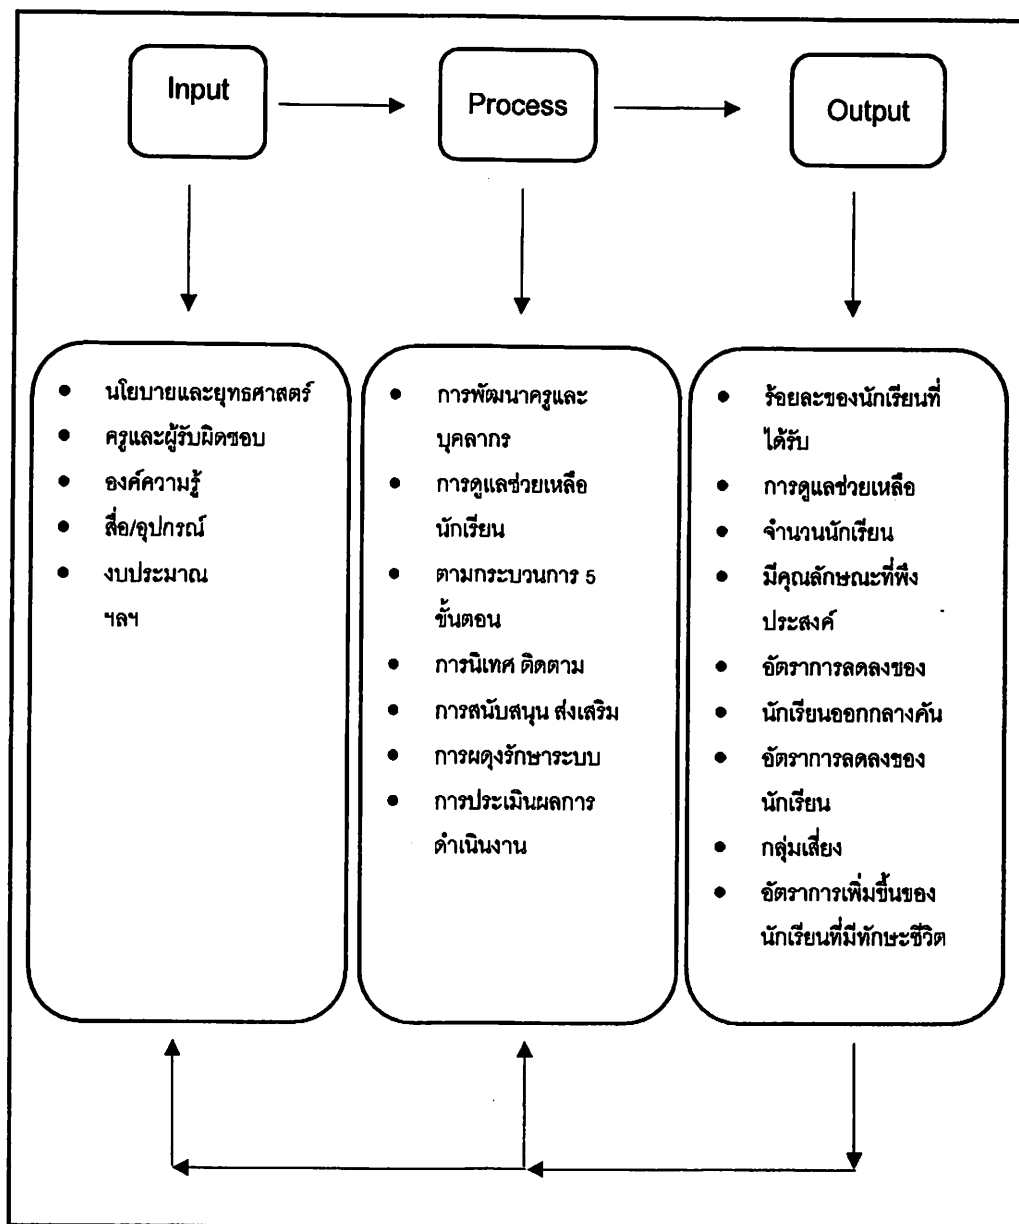 Input
Process
Output
• นโยบายและยุทธศาสตร์
• ครูและผู้รับผิดชอบ
• องค์ความรู้
• สื่อ/อุปกรณ์
• งบประมาณ
ฯลฯ
• การพัฒนาครูและ
บุคลากร
• การดูแลช่วยเหลือ
นักเรียน
• ตามกระบวนการ 5
ขั้นตอน
• การนิเทศ ติดตาม
• การสนับสนุน ส่งเสริม
• การผดุงรักษาระบบ
• การประเมินผลการ
ดำเนินงาน
• ร้อยละของนักเรียนที่
ได้รับ
• การดูแลช่วยเหลือ
• จำนวนนักเรียน
• มีคุณลักษณะที่พึง
ประสงค์
• อัตราการลดลงของ
• นักเรียนออกกลางคัน
• อัตราการลดลงของ
นักเรียน
• กลุ่มเสี่ยง
• อัตราการเพิ่มขึ้นของ
นักเรียนที่มีทักษะชีวิต